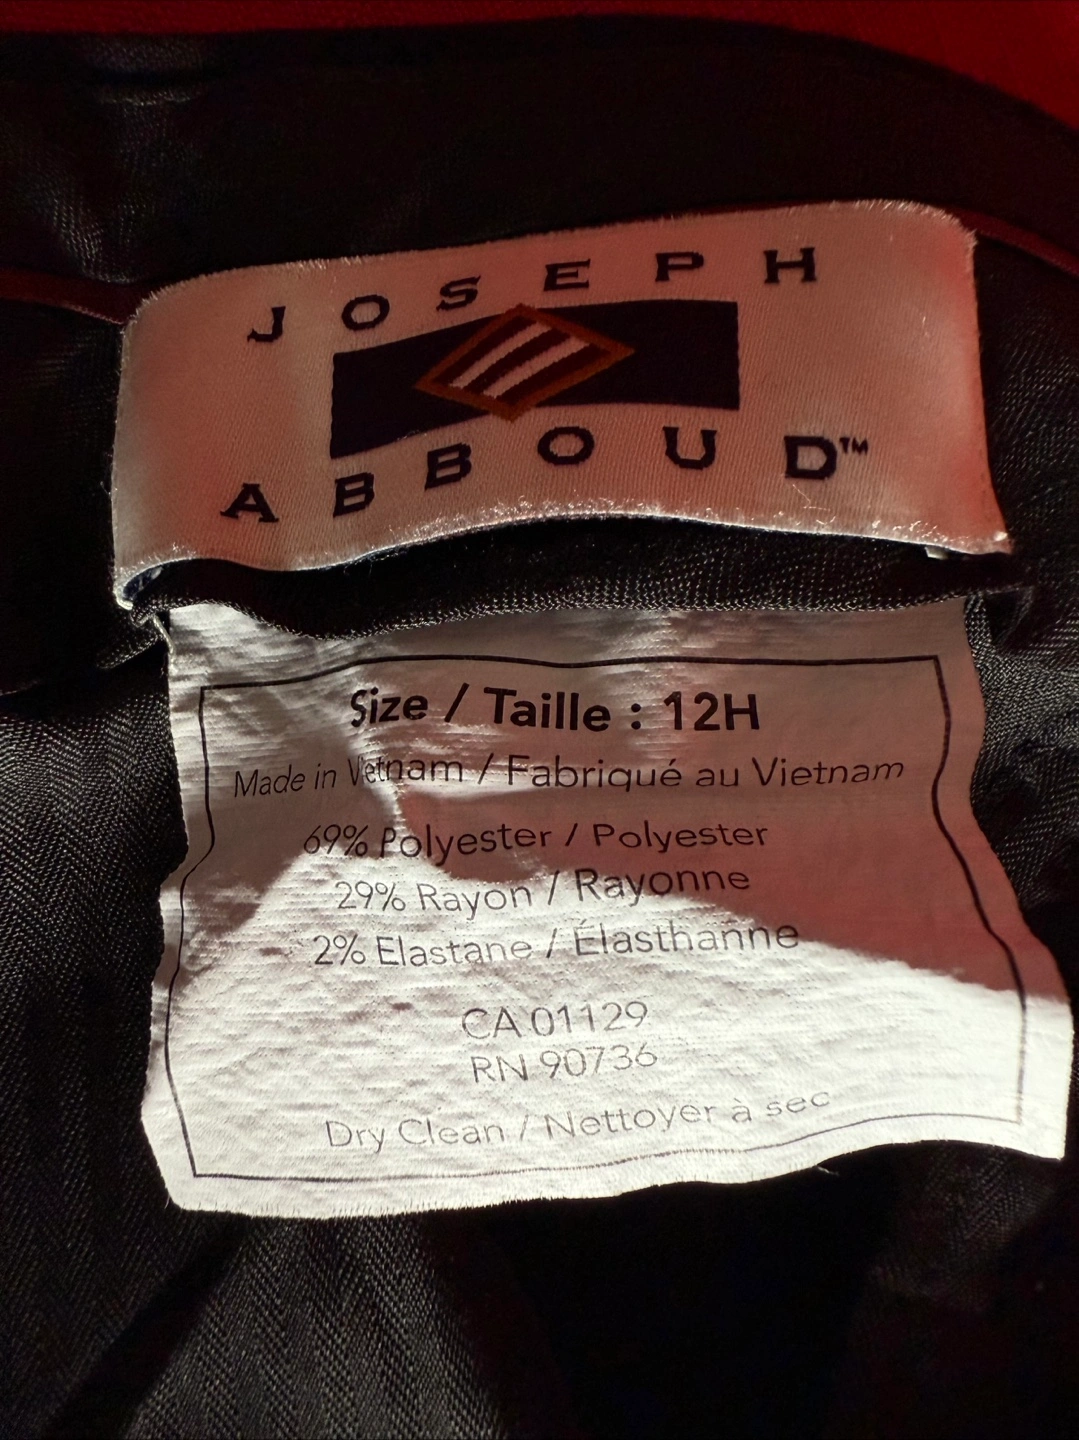 JOSEPH
ABBOUD™
Size / Taille : 12H
Made in Vietnam / Fabriqué au Vietnam
69% Polyester / Polyester
29% Rayon / Rayonne
2% Elastane / Élasthanne
CA 01129
RN 90736
Dry Clean / Nettoyer à sec